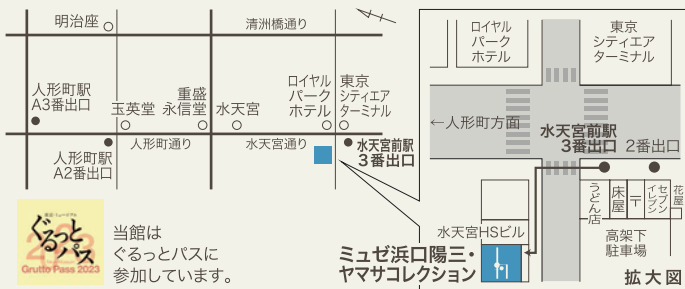 明治座
清洲橋通り
人形町駅
A3番出口
玉英堂
重盛
永信堂
水天宮
ロイヤル
パーク
ホテル
東京
シティエア
ターミナル
人形町通り
水天宮通り
人形町駅
A2番出口
水天宮前駅
3番出口
ぐるっと
パス
Grutto Pass 2023
当館は
ぐるっとパスに
参加しています。
ロイヤル
パーク
ホテル
東京
シティエア
ターミナル
←人形町方面
水天宮前駅
3番出口
2番出口
うどん店
床屋
〒
セブン
イレブン
花屋
水天宮HSビル
高架下
駐車場
ミュゼ浜口陽三・
ヤマサコレクション
拡大図